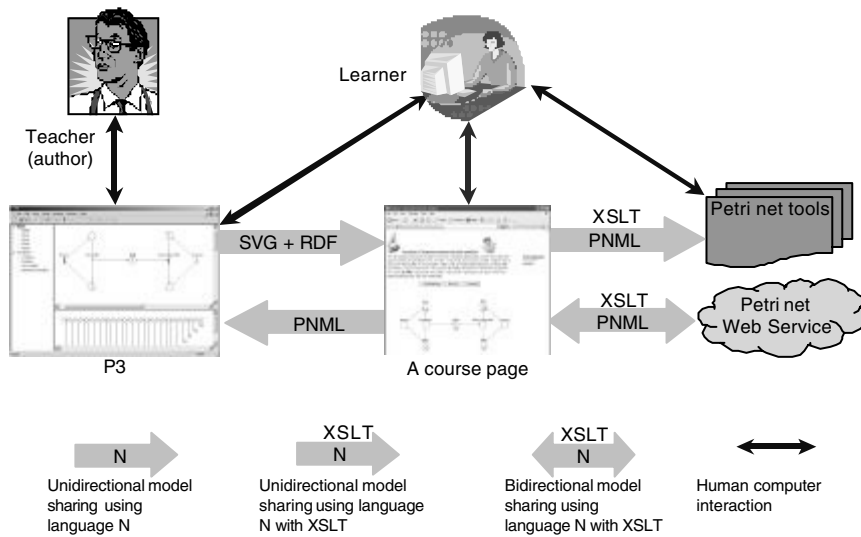 Learner
Teacher
(author)
XSLT
Petri net tools
SVG + RDF
PNML
XSLT
Petri net
Web Service
PNML
PNML
P3
A course page
XSLT
XSLT
N
N
N
Unidirectional model
sharing using
language N
Unidirectional model
sharing using language
N with XSLT
Bidirectional model
sharing using
language N with XSLT
Human computer
interaction